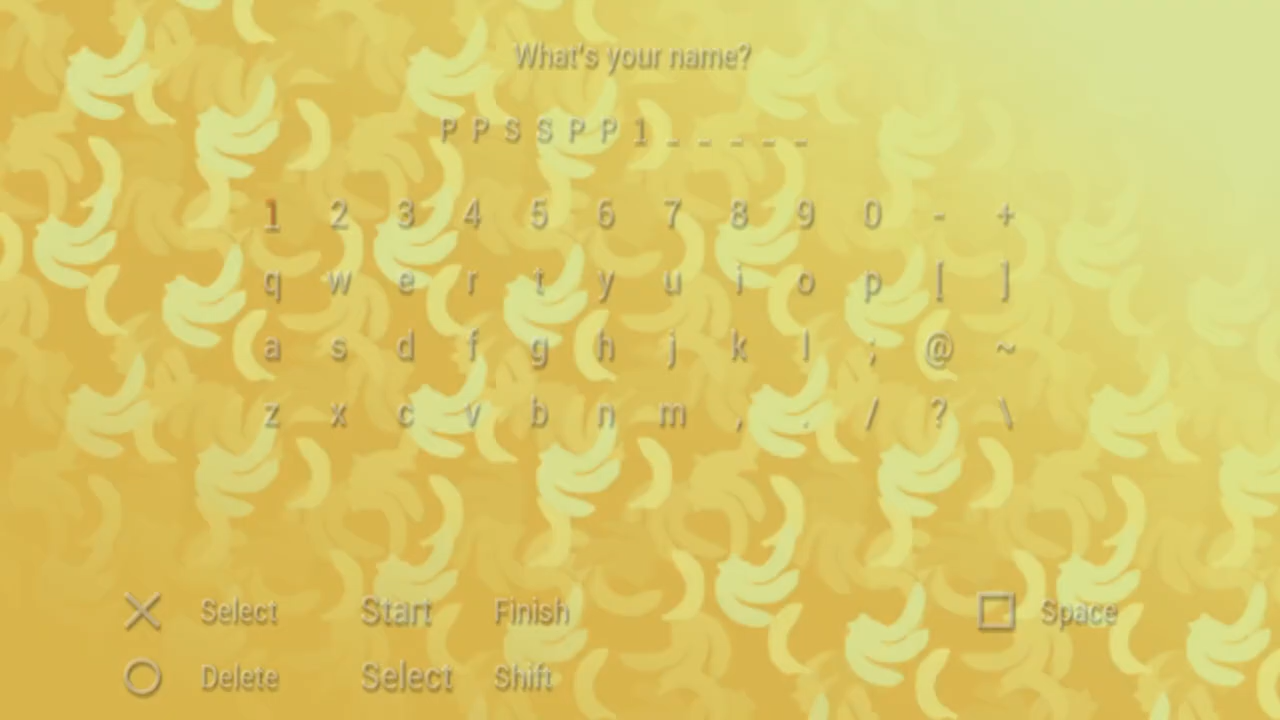 What's your name?
P P S S P P 1 _ _ _ _ _
1 2 3 4 5 6 7 8 9 0 - +
q w e r t y u i o p [ ]
a s d f g h j k l ; @ ~
z x c v b n m , . / ? \
Select Start Finish Space
Delete Select Shift